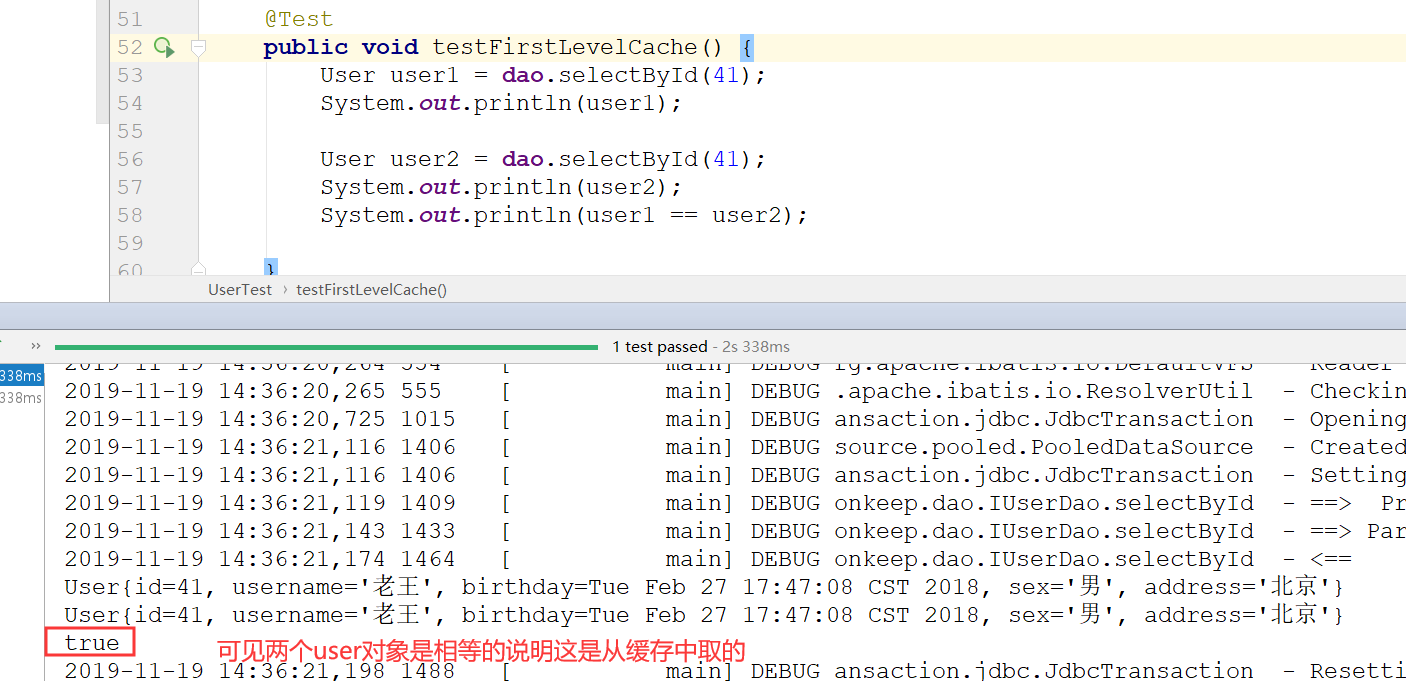 51 @Test
52 public void testFirstLevelCache() {
53 User user1 = dao.selectById(41);
54 System.out.println(user1);
55
56 User user2 = dao.selectById(41);
57 System.out.println(user2);
58 System.out.println(user1 == user2);
59
60 }
UserTest › testFirstLevelCache()
» 1 test passed - 2s 338ms
338ms
338ms
2019-11-19 14:36:20,264 554 [ main] DEBUG rg.apache.ibatis.io.DefaultVFS - Reader
2019-11-19 14:36:20,265 555 [ main] DEBUG .apache.ibatis.io.ResolverUtil - Checkin
2019-11-19 14:36:20,725 1015 [ main] DEBUG ansaction.jdbc.JdbcTransaction - Opening
2019-11-19 14:36:21,116 1406 [ main] DEBUG source.pooled.PooledDataSource - Created
2019-11-19 14:36:21,116 1406 [ main] DEBUG ansaction.jdbc.JdbcTransaction - Setting
2019-11-19 14:36:21,119 1409 [ main] DEBUG onkeep.dao.IUserDao.selectById - ==> Pr
2019-11-19 14:36:21,143 1433 [ main] DEBUG onkeep.dao.IUserDao.selectById - ==> Par
2019-11-19 14:36:21,174 1464 [ main] DEBUG onkeep.dao.IUserDao.selectById - <==
User{id=41, username='老王', birthday=Tue Feb 27 17:47:08 CST 2018, sex='男', address='北京'}
User{id=41, username='老王', birthday=Tue Feb 27 17:47:08 CST 2018, sex='男', address='北京'}
true 可见两个user对象是相等的说明这是从缓存中取的
2019-11-19 14:36:21,198 1488 [ main] DEBUG ansaction.jdbc.JdbcTransaction - Resetti